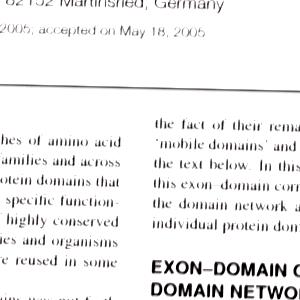 82152 Martinsried, Germany
2005; accepted on May 18, 2005
hes of amino acid
amilies and across
otein domains that
specific function-
highly conserved
ies and organisms
e reused in some
the fact of their rema
'mobile domains' and
the text below. In this
this exon-domain corr
the domain network a
individual protein dom
EXON–DOMAIN C
DOMAIN NETWO